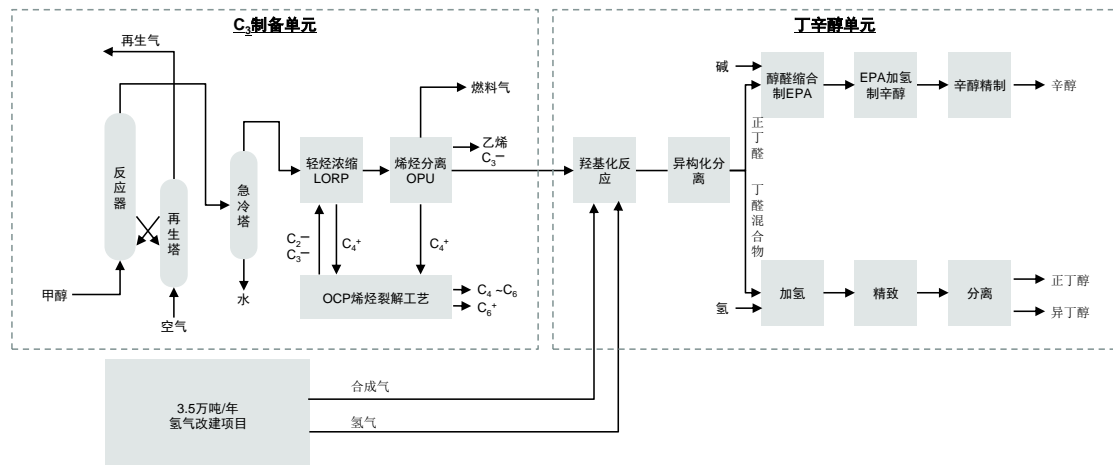 C₃制备单元
丁辛醇单元
再生气
反应器
再生塔
甲醇
空气
急冷塔
水
轻烃浓缩
LORP
烯烃分离
OPU
燃料气
乙烯
C₃⁻
C₂⁻
C₃⁻
C₄⁺
C₄⁺
OCP烯烃裂解工艺
C₄ ~C₆
C₆⁺
羟基化反
应
异构化分
离
正丁醛
丁醛混合物
碱
醇醛缩合
制EPA
EPA加氢
制辛醇
辛醇精制
辛醇
氢
加氢
精致
分离
正丁醇
异丁醇
3.5万吨/年
氢气改建项目
合成气
氢气